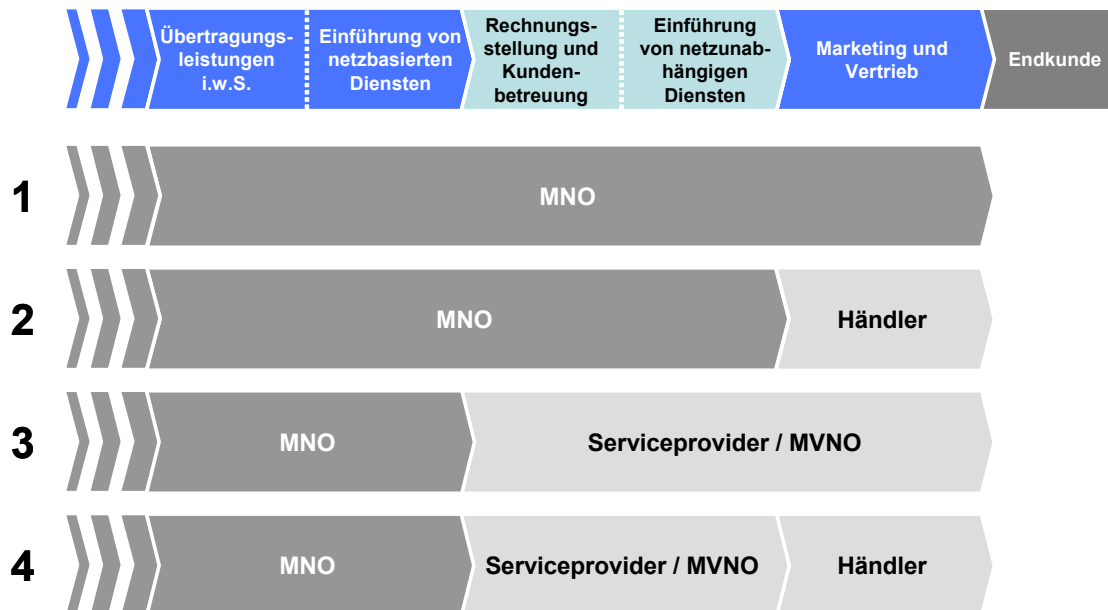 Übertragungs-
leistungen
i.w.S.
Einführung von
netzbasierten
Diensten
Rechnungs-
stellung und
Kunden-
betreuung
Einführung
von netzunab-
hängigen
Diensten
Marketing und
Vertrieb
Endkunde
1
MNO
2
MNO
Händler
3
MNO
Serviceprovider / MVNO
4
MNO
Serviceprovider / MVNO
Händler